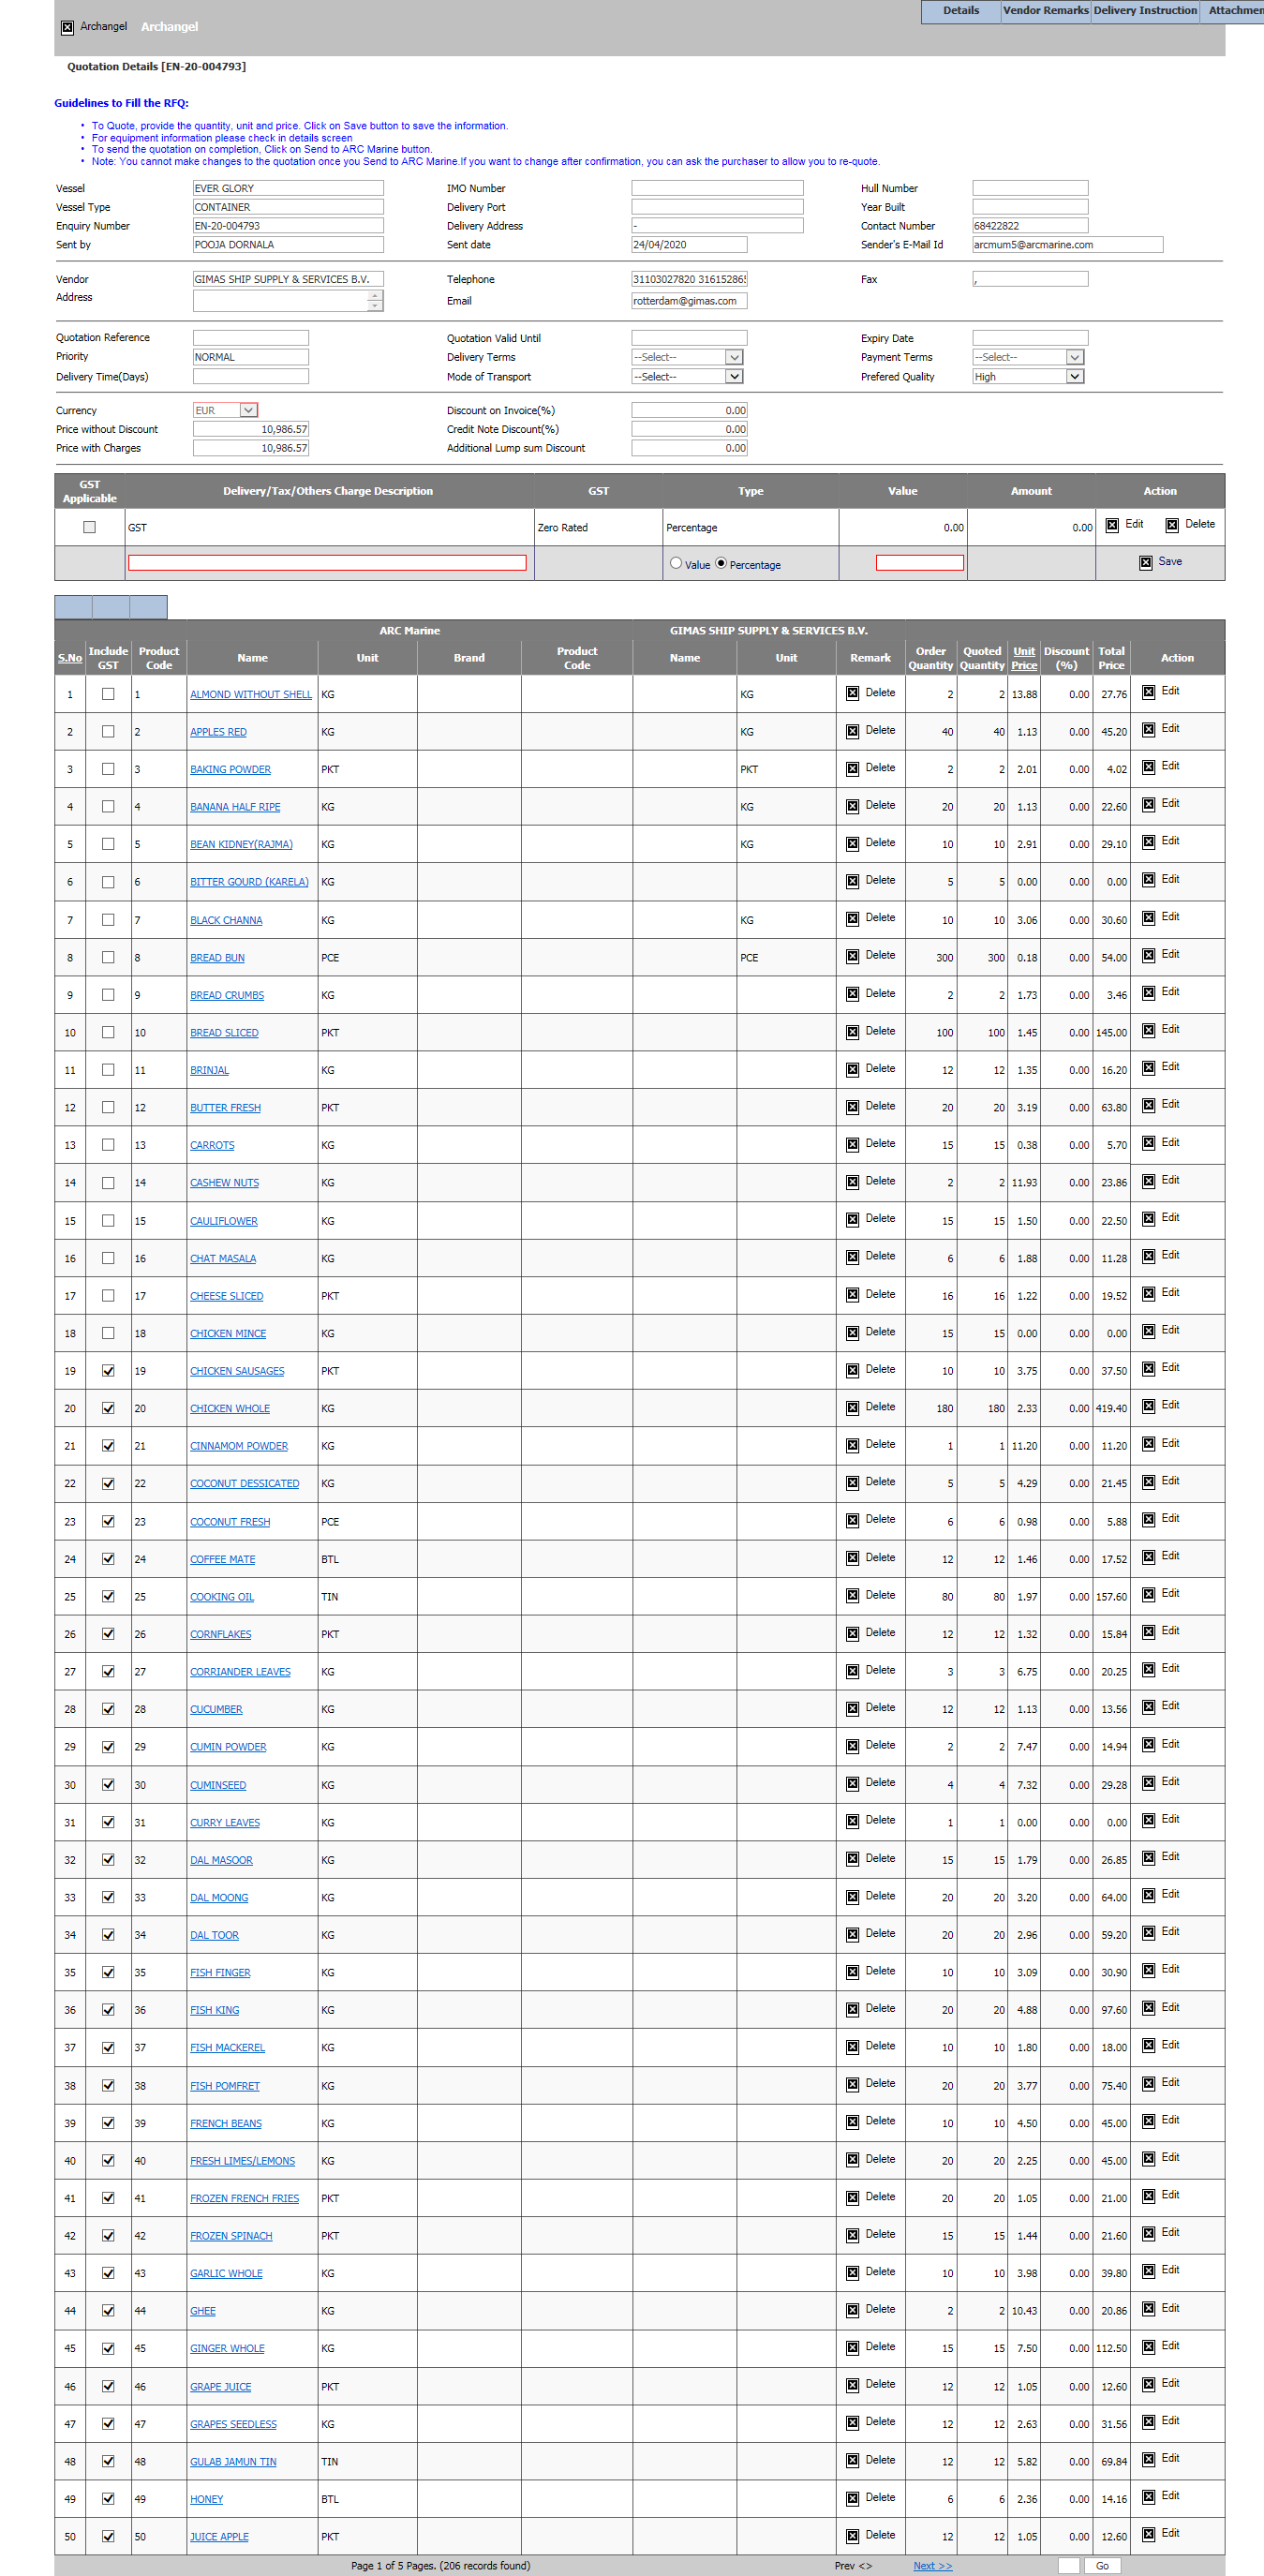 Archangel Archangel Details Vendor Remarks Delivery Instruction Attachmen
Quotation Details [EN-20-004793]
Guidelines to Fill the RFQ:
• To Quote, provide the quantity, unit and price. Click on Save button to save the information.
• For equipment information please check in details screen
• To send the quotation on completion, Click on Send to ARC Marine button.
• Note: You cannot make changes to the quotation once you Send to ARC Marine.If you want to change after confirmation, you can ask the purchaser to allow you to re-quote.
Vessel EVER GLORY IMO Number Hull Number
Vessel Type CONTAINER Delivery Port Year Built
Enquiry Number EN-20-004793 Delivery Address - Contact Number 68422822
Sent by POOJA DORNALA Sent date 24/04/2020 Sender's E-Mail Id arcmum5@arcmarine.com
Vendor GIMAS SHIP SUPPLY & SERVICES B.V. Telephone 31103027820 316152865 Fax ,
Address Email rotterdam@gimas.com
Quotation Reference Quotation Valid Until Expiry Date
Priority NORMAL Delivery Terms --Select-- Payment Terms --Select--
Delivery Time(Days) Mode of Transport --Select-- Prefered Quality High
Currency EUR Discount on Invoice(%) 0.00
Price without Discount 10,986.57 Credit Note Discount(%) 0.00
Price with Charges 10,986.57 Additional Lump sum Discount 0.00
GST Applicable Delivery/Tax/Others Charge Description GST Type Value Amount Action
GST Zero Rated Percentage 0.00 0.00 Edit Delete
Value Percentage Save
ARC Marine GIMAS SHIP SUPPLY & SERVICES B.V.
S.No Include GST Product Code Name Unit Brand Product Code Name Unit Remark Order Quantity Quoted Quantity Unit Price Discount (%) Total Price Action
1 1 ALMOND WITHOUT SHELL KG KG Delete 2 2 13.88 0.00 27.76 Edit
2 2 APPLES RED KG KG Delete 40 40 1.13 0.00 45.20 Edit
3 3 BAKING POWDER PKT PKT Delete 2 2 2.01 0.00 4.02 Edit
4 4 BANANA HALF RIPE KG KG Delete 20 20 1.13 0.00 22.60 Edit
5 5 BEAN KIDNEY(RAJMA) KG KG Delete 10 10 2.91 0.00 29.10 Edit
6 6 BITTER GOURD (KARELA) KG Delete 5 5 0.00 0.00 0.00 Edit
7 7 BLACK CHANNA KG KG Delete 10 10 3.06 0.00 30.60 Edit
8 8 BREAD BUN PCE PCE Delete 300 300 0.18 0.00 54.00 Edit
9 9 BREAD CRUMBS KG Delete 2 2 1.73 0.00 3.46 Edit
10 10 BREAD SLICED PKT Delete 100 100 1.45 0.00 145.00 Edit
11 11 BRINJAL KG Delete 12 12 1.35 0.00 16.20 Edit
12 12 BUTTER FRESH PKT Delete 20 20 3.19 0.00 63.80 Edit
13 13 CARROTS KG Delete 15 15 0.38 0.00 5.70 Edit
14 14 CASHEW NUTS KG Delete 2 2 11.93 0.00 23.86 Edit
15 15 CAULIFLOWER KG Delete 15 15 1.50 0.00 22.50 Edit
16 16 CHAT MASALA KG Delete 6 6 1.88 0.00 11.28 Edit
17 17 CHEESE SLICED PKT Delete 16 16 1.22 0.00 19.52 Edit
18 18 CHICKEN MINCE KG Delete 15 15 0.00 0.00 0.00 Edit
19 19 CHICKEN SAUSAGES PKT Delete 10 10 3.75 0.00 37.50 Edit
20 20 CHICKEN WHOLE KG Delete 180 180 2.33 0.00 419.40 Edit
21 21 CINNAMOM POWDER KG Delete 1 1 11.20 0.00 11.20 Edit
22 22 COCONUT DESSICATED KG Delete 5 5 4.29 0.00 21.45 Edit
23 23 COCONUT FRESH PCE Delete 6 6 0.98 0.00 5.88 Edit
24 24 COFFEE MATE BTL Delete 12 12 1.46 0.00 17.52 Edit
25 25 COOKING OIL TIN Delete 80 80 1.97 0.00 157.60 Edit
26 26 CORNFLAKES PKT Delete 12 12 1.32 0.00 15.84 Edit
27 27 CORRIANDER LEAVES KG Delete 3 3 6.75 0.00 20.25 Edit
28 28 CUCUMBER KG Delete 12 12 1.13 0.00 13.56 Edit
29 29 CUMIN POWDER KG Delete 2 2 7.47 0.00 14.94 Edit
30 30 CUMINSEED KG Delete 4 4 7.32 0.00 29.28 Edit
31 31 CURRY LEAVES KG Delete 1 1 0.00 0.00 0.00 Edit
32 32 DAL MASOOR KG Delete 15 15 1.79 0.00 26.85 Edit
33 33 DAL MOONG KG Delete 20 20 3.20 0.00 64.00 Edit
34 34 DAL TOOR KG Delete 20 20 2.96 0.00 59.20 Edit
35 35 FISH FINGER KG Delete 10 10 3.09 0.00 30.90 Edit
36 36 FISH KING KG Delete 20 20 4.88 0.00 97.60 Edit
37 37 FISH MACKEREL KG Delete 10 10 1.80 0.00 18.00 Edit
38 38 FISH POMFRET KG Delete 20 20 3.77 0.00 75.40 Edit
39 39 FRENCH BEANS KG Delete 10 10 4.50 0.00 45.00 Edit
40 40 FRESH LIMES/LEMONS KG Delete 20 20 2.25 0.00 45.00 Edit
41 41 FROZEN FRENCH FRIES PKT Delete 20 20 1.05 0.00 21.00 Edit
42 42 FROZEN SPINACH PKT Delete 15 15 1.44 0.00 21.60 Edit
43 43 GARLIC WHOLE KG Delete 10 10 3.98 0.00 39.80 Edit
44 44 GHEE KG Delete 2 2 10.43 0.00 20.86 Edit
45 45 GINGER WHOLE KG Delete 15 15 7.50 0.00 112.50 Edit
46 46 GRAPE JUICE PKT Delete 12 12 1.05 0.00 12.60 Edit
47 47 GRAPES SEEDLESS KG Delete 12 12 2.63 0.00 31.56 Edit
48 48 GULAB JAMUN TIN TIN Delete 12 12 5.82 0.00 69.84 Edit
49 49 HONEY BTL Delete 6 6 2.36 0.00 14.16 Edit
50 50 JUICE APPLE PKT Delete 12 12 1.05 0.00 12.60 Edit
Page 1 of 5 Pages. (206 records found) Prev <> Next >> Go